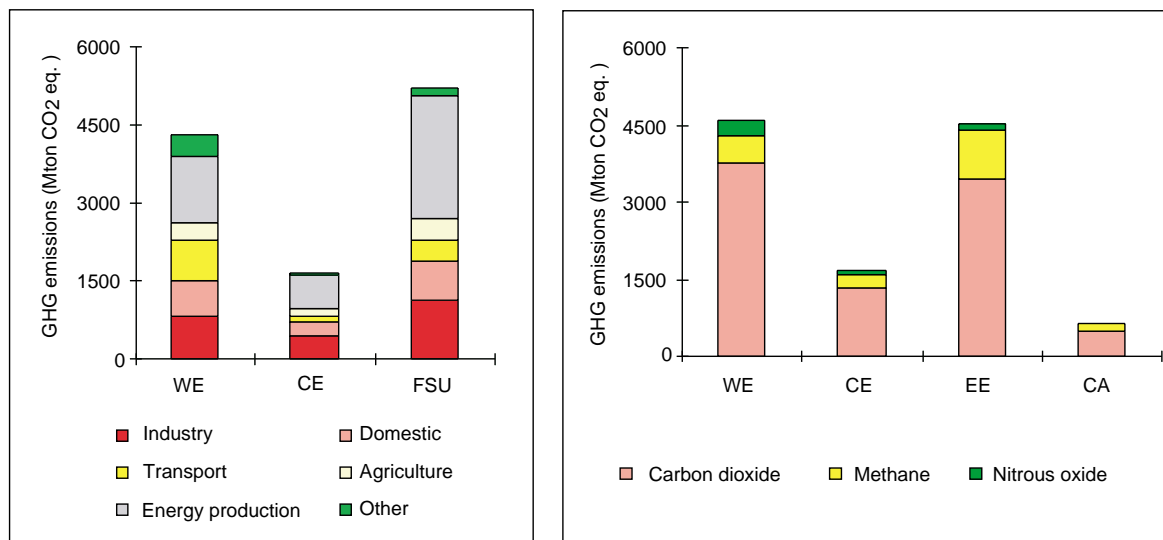 GHG emissions (Mton CO2 eq. )
6000
4500
3000
1500
0
WE CE FSU
Industry Domestic
Transport Agriculture
Energy production Other
GHG emissions (Mton CO2 eq. )
6000
4500
3000
1500
0
WE CE EE CA
Carbon dioxide Methane Nitrous oxide